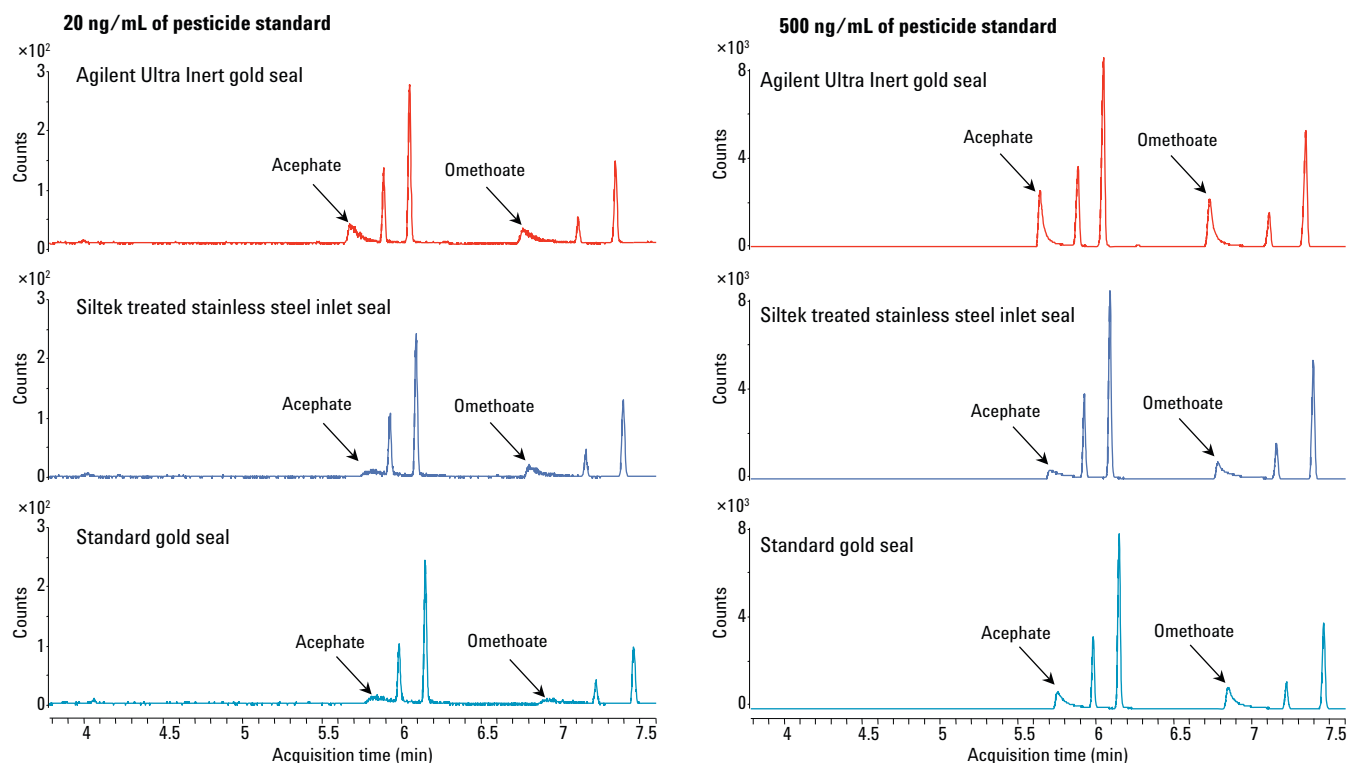 20 ng/mL of pesticide standard
×10²
3
2
1
0
Counts
Agilent Ultra Inert gold seal
Acephate
Omethoate
×10²
3
2
1
0
Counts
Siltek treated stainless steel inlet seal
Acephate
Omethoate
×10²
3
2
1
0
Counts
Standard gold seal
Acephate
Omethoate
4 4.5 5 5.5 6 6.5 7 7.5
Acquisition time (min)
500 ng/mL of pesticide standard
×10³
8
4
0
Counts
Agilent Ultra Inert gold seal
Acephate
Omethoate
×10³
8
4
0
Counts
Siltek treated stainless steel inlet seal
Acephate
Omethoate
×10³
8
4
0
Counts
Standard gold seal
Acephate
Omethoate
4 4.5 5 5.5 6 6.5 7 7.5
Acquisition time (min)